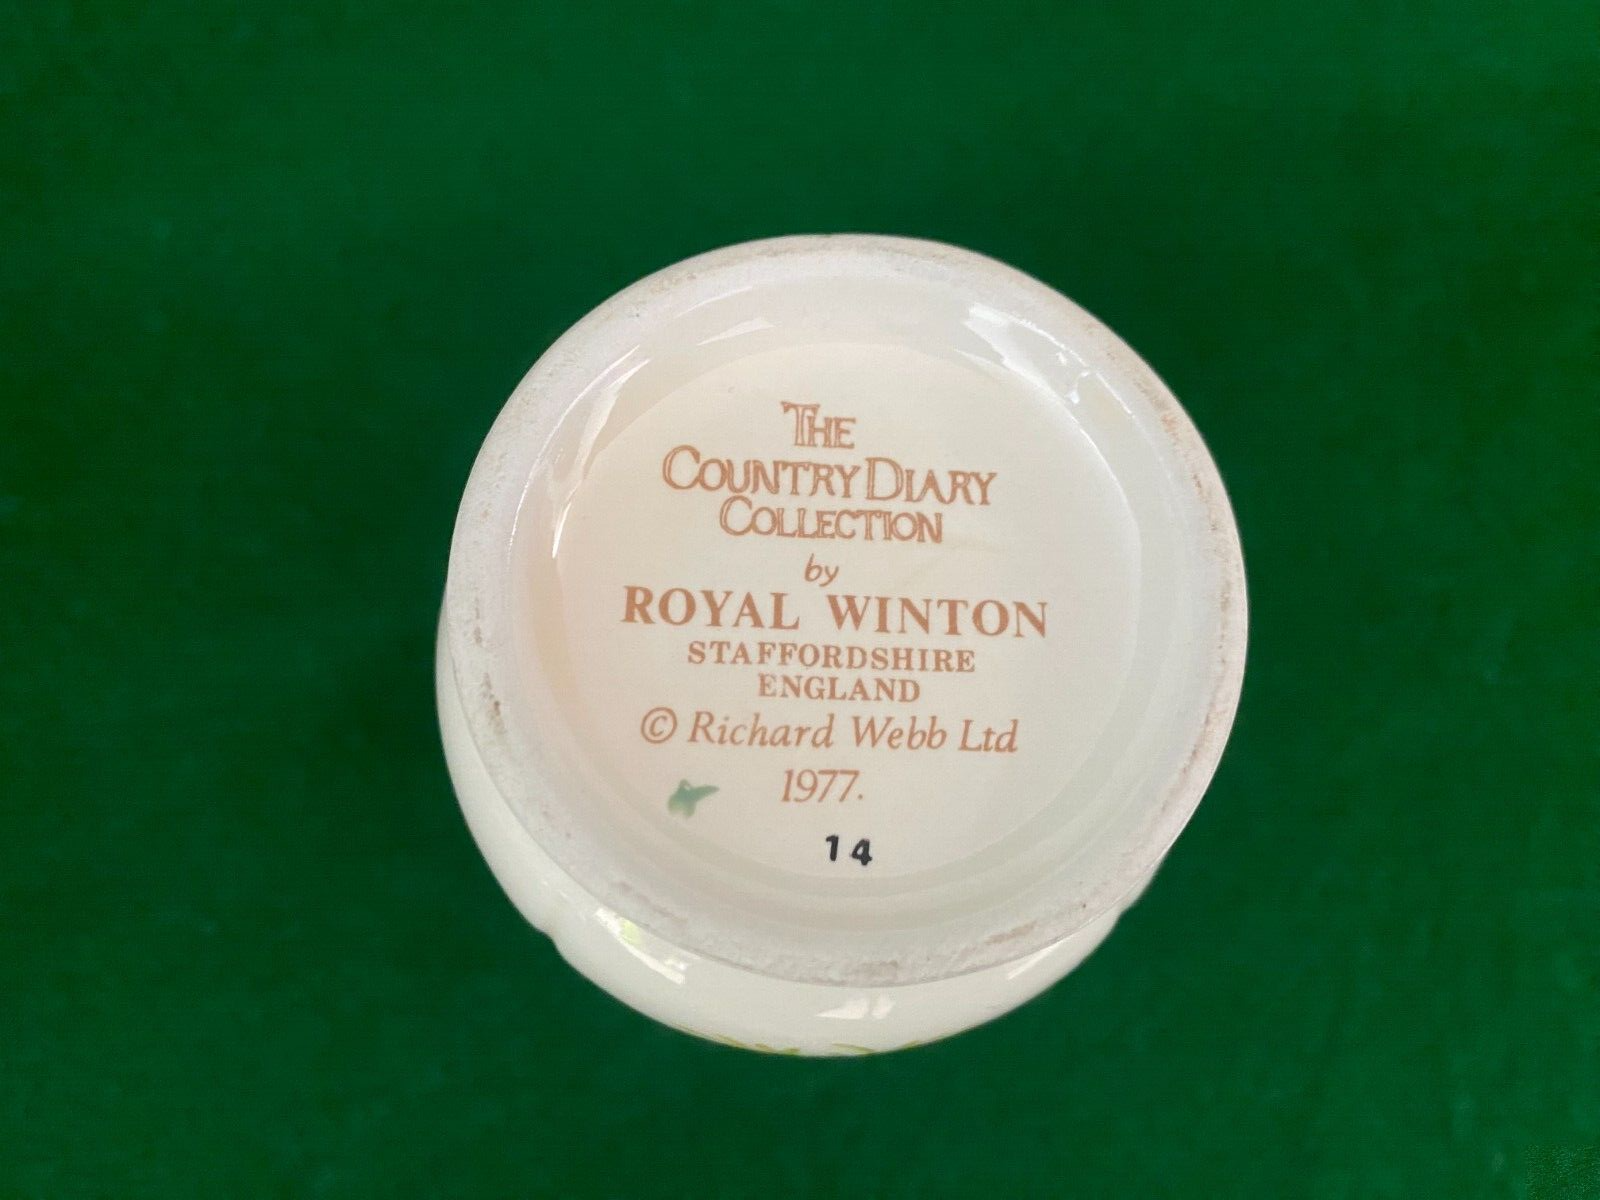 THE
COUNTRY DIARY
COLLECTION
by
ROYAL WINTON
STAFFORDSHIRE
ENGLAND
© Richard Webb Ltd
1977.
14